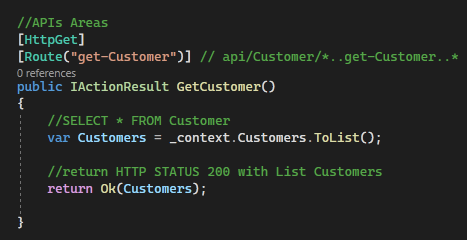 //APIs Areas
[HttpGet]
[Route("get-Customer")] // api/Customer/*..get-Customer..*
0 references
public IActionResult GetCustomer()
{
//SELECT * FROM Customer
var Customers = _context.Customers.ToList();
//return HTTP STATUS 200 with List Customers
return Ok(Customers);
}